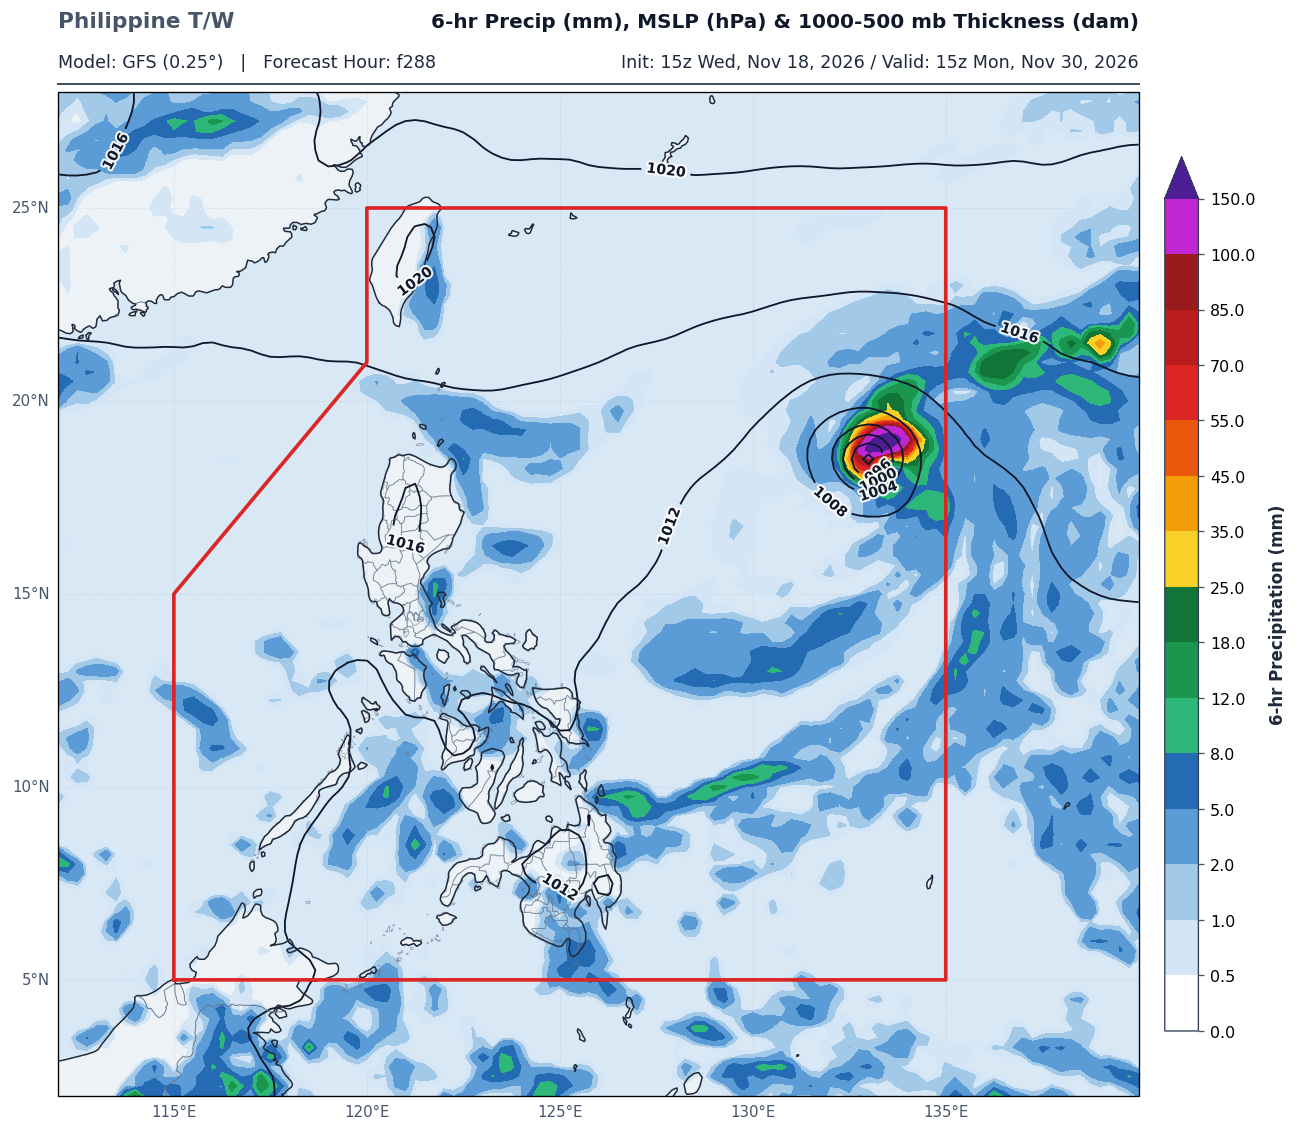 Philippine T/W
6-hr Precip (mm), MSLP (hPa) & 1000-500 mb Thickness (dam)
Model: GFS (0.25°) | Forecast Hour: f288
Init: 15z Wed, Nov 18, 2026 / Valid: 15z Mon, Nov 30, 2026
1016
1020
25°N
1020
1016
20°N
996
1000
1004
1008
1012
1016
15°N
10°N
1012
5°N
115°E
120°E
125°E
130°E
135°E
150.0
100.0
85.0
70.0
55.0
45.0
35.0
25.0
18.0
12.0
8.0
5.0
2.0
1.0
0.5
0.0
6-hr Precipitation (mm)